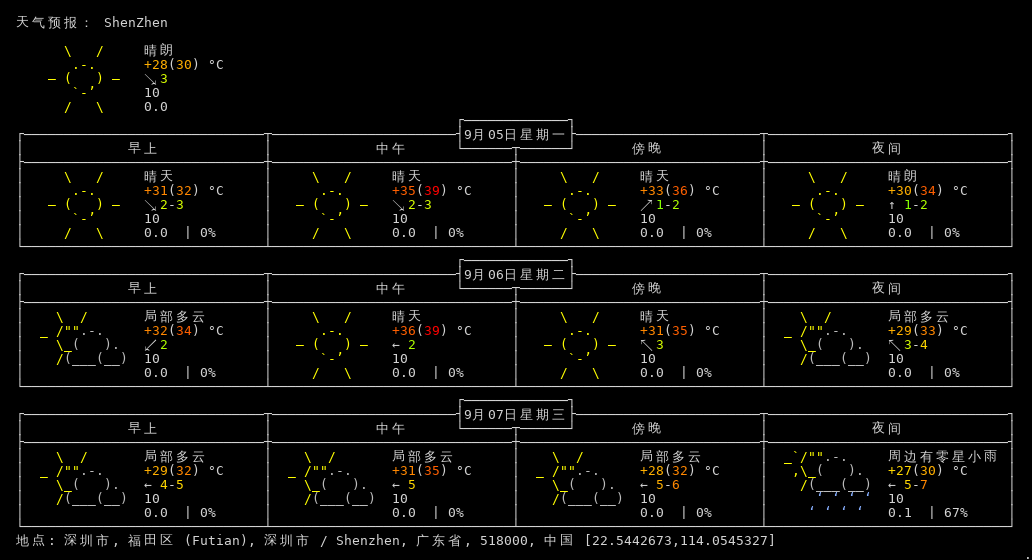 天气预报： ShenZhen
晴朗
+28(30) °C
↘3
10
0.0
9月05日星期一
早上 中午 傍晚 夜间
晴天 晴天 晴天 晴朗
+31(32) °C +35(39) °C +33(36) °C +30(34) °C
↘2-3 ↘2-3 ↗1-2 ↑ 1-2
10 10 10 10
0.0 | 0% 0.0 | 0% 0.0 | 0% 0.0 | 0%
9月06日星期二
早上 中午 傍晚 夜间
局部多云 晴天 晴天 局部多云
+32(34) °C +36(39) °C +31(35) °C +29(33) °C
↙2 ← 2 ↖3 ↖3-4
10 10 10 10
0.0 | 0% 0.0 | 0% 0.0 | 0% 0.0 | 0%
9月07日星期三
早上 中午 傍晚 夜间
局部多云 局部多云 局部多云 周边有零星小雨
+29(32) °C +31(35) °C +28(32) °C +27(30) °C
← 4-5 ← 5 ← 5-6 ← 5-7
10 10 10 10
0.0 | 0% 0.0 | 0% 0.0 | 0% 0.1 | 67%
地点: 深圳市, 福田区 (Futian), 深圳市 / Shenzhen, 广东省, 518000, 中国 [22.5442673,114.0545327]